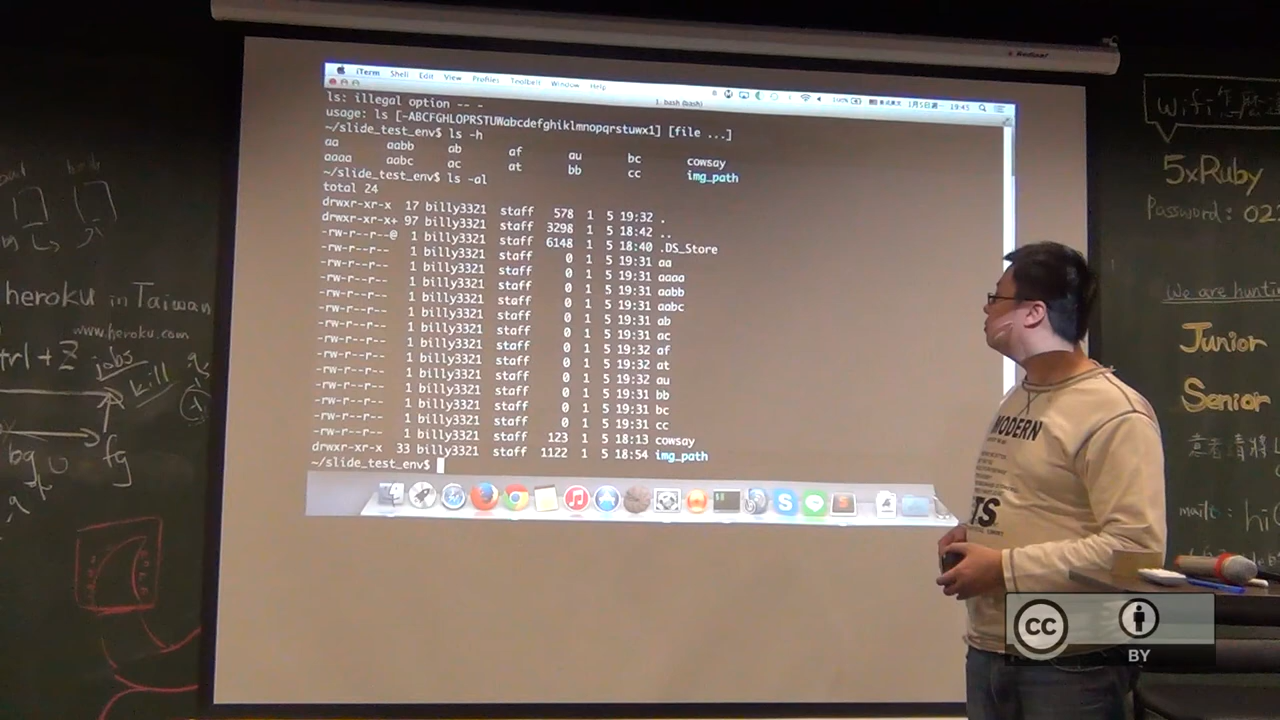 iTerm Shell Edit View Profiles Toolbelt Window Help
1. bash (bash)
19:45
ls: illegal option -- -
usage: ls [-ABCFGHLOPRSTUWabcdefghiklmnopqrstuwx1] [file ...]
~/slide_test_env$ ls -h
aa aabb ab af au bc cowsay
aaaa aabc ac at bb cc img_path
~/slide_test_env$ ls -al
total 24
drwxr-xr-x 17 billy3321 staff 578 1 5 19:32 .
drwxr-xr-x+ 97 billy3321 staff 3298 1 5 18:42 ..
-rw-r--r--@ 1 billy3321 staff 6148 1 5 18:40 .DS_Store
-rw-r--r-- 1 billy3321 staff 0 1 5 19:31 aa
-rw-r--r-- 1 billy3321 staff 0 1 5 19:31 aaaa
-rw-r--r-- 1 billy3321 staff 0 1 5 19:31 aabb
-rw-r--r-- 1 billy3321 staff 0 1 5 19:31 aabc
-rw-r--r-- 1 billy3321 staff 0 1 5 19:31 ab
-rw-r--r-- 1 billy3321 staff 0 1 5 19:31 ac
-rw-r--r-- 1 billy3321 staff 0 1 5 19:32 af
-rw-r--r-- 1 billy3321 staff 0 1 5 19:32 at
-rw-r--r-- 1 billy3321 staff 0 1 5 19:32 au
-rw-r--r-- 1 billy3321 staff 0 1 5 19:31 bb
-rw-r--r-- 1 billy3321 staff 0 1 5 19:31 bc
-rw-r--r-- 1 billy3321 staff 0 1 5 19:31 cc
-rw-r--r-- 1 billy3321 staff 123 1 5 18:13 cowsay
drwxr-xr-x 33 billy3321 staff 1122 1 5 18:54 img_path
~/slide_test_env$
heroku in Taiwan
www.heroku.com
trl + Z jobs
kill
bg fg
Wifi
5xRuby
Password: 02
We are hunting
Junior
Senior
MODERN
CC
BY